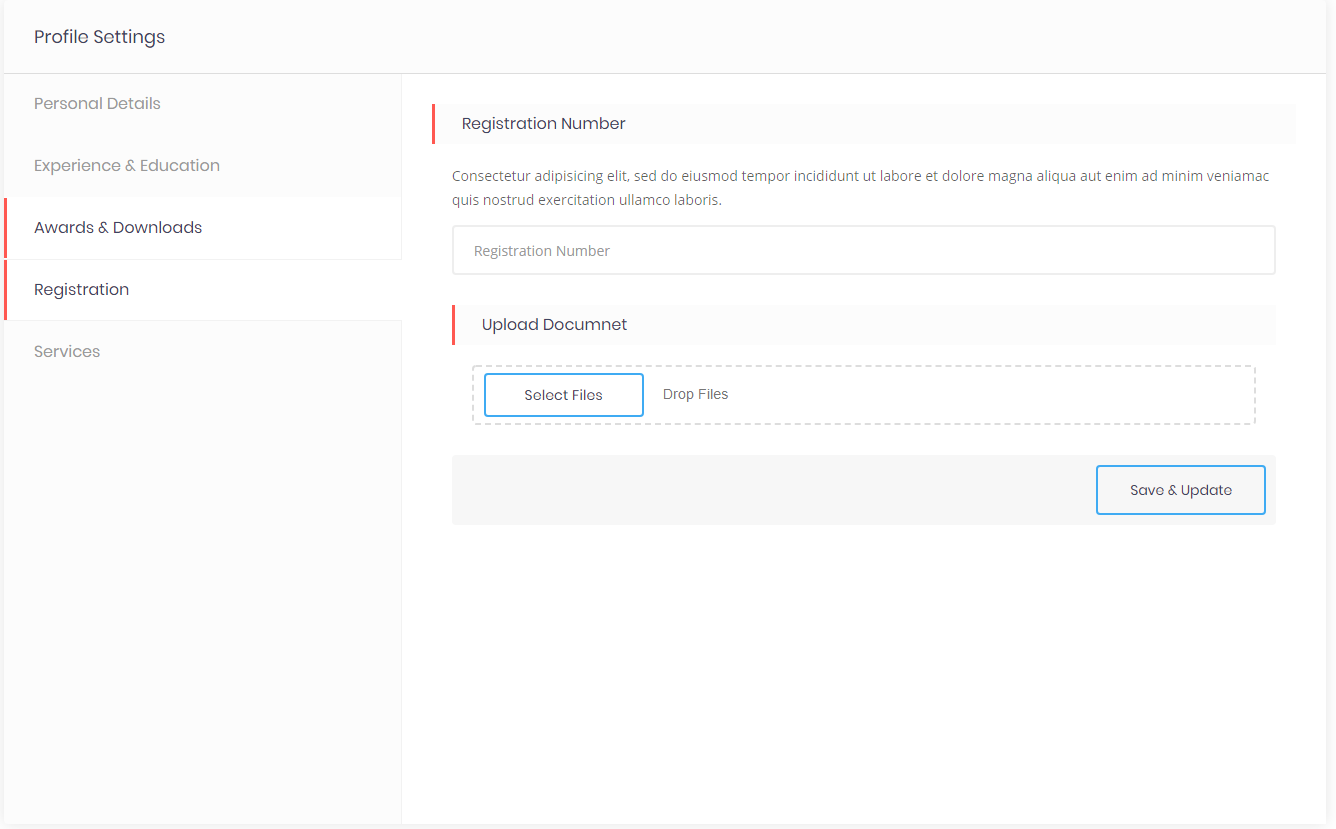 Profile Settings
Personal Details
Experience & Education
Awards & Downloads
Registration
Services
Registration Number
Consectetur adipisicing elit, sed do eiusmod tempor incididunt ut labore et dolore magna aliqua aut enim ad minim veniamac
quis nostrud exercitation ullamco laboris.
Registration Number
Upload Documnet
Select Files
Drop Files
Save & Update